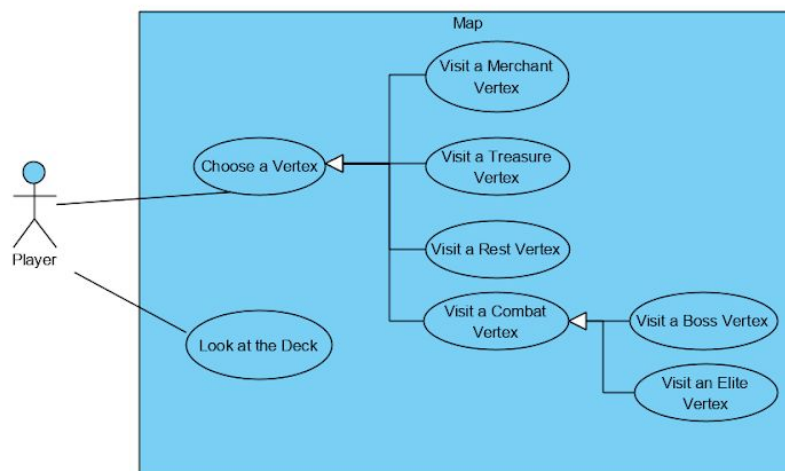 Map
Visit a Merchant
Vertex
Choose a Vertex
Visit a Treasure
Vertex
Player
Visit a Rest Vertex
Visit a Combat
Vertex
Visit a Boss Vertex
Look at the Deck
Visit an Elite
Vertex